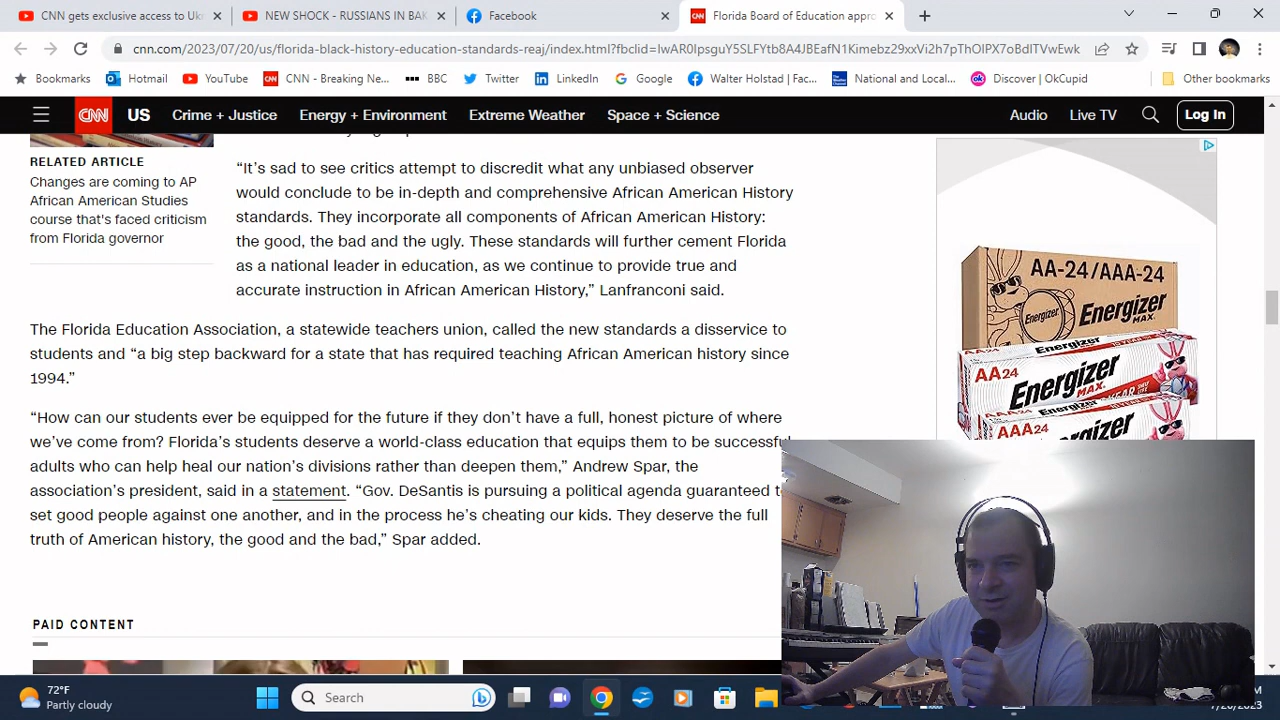 CNN gets exclusive access to Ukr
NEW SHOCK - RUSSIANS IN BAK
Facebook
Florida Board of Education appro
cnn.com/2023/07/20/us/florida-black-history-education-standards-reaj/index.html?fbclid=IwAR0IpsguY5SLFYtb8A4JBEafN1Kimebz29xxVi2h7pThOIPX7oBdlTVwEwk
Bookmarks
Hotmail
YouTube
CNN - Breaking Ne...
BBC
Twitter
LinkedIn
Google
Walter Holstad | Fac...
National and Local...
Discover | OkCupid
Other bookmarks
CNN
US
Crime + Justice
Energy + Environment
Extreme Weather
Space + Science
Audio
Live TV
Log In
RELATED ARTICLE
Changes are coming to AP
African American Studies
course that's faced criticism
from Florida governor
“It’s sad to see critics attempt to discredit what any unbiased observer
would conclude to be in-depth and comprehensive African American History
standards. They incorporate all components of African American History:
the good, the bad and the ugly. These standards will further cement Florida
as a national leader in education, as we continue to provide true and
accurate instruction in African American History,” Lanfranconi said.
The Florida Education Association, a statewide teachers union, called the new standards a disservice to
students and “a big step backward for a state that has required teaching African American history since
1994.”
“How can our students ever be equipped for the future if they don’t have a full, honest picture of where
we’ve come from? Florida’s students deserve a world-class education that equips them to be successful
adults who can help heal our nation’s divisions rather than deepen them,” Andrew Spar, the
association’s president, said in a statement. “Gov. DeSantis is pursuing a political agenda guaranteed t
set good people against one another, and in the process he’s cheating our kids. They deserve the full
truth of American history, the good and the bad,” Spar added.
PAID CONTENT
AA-24/AAA-24
Energizer
Energizer
MAX.
Energizer
AA24
Energizer
MAX.
Energizer
AAA24
Energizer
72°F
Partly cloudy
Search
M
7/20/2023